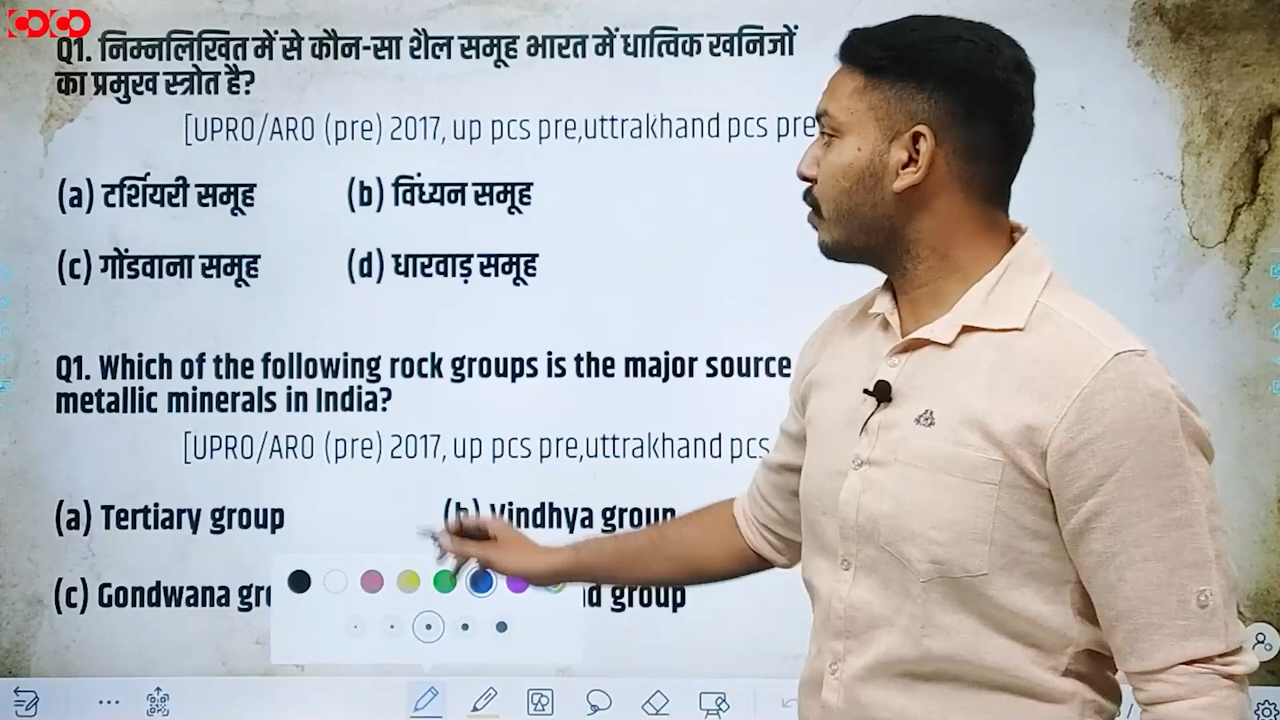 Q1. निम्नलिखित में से कौन-सा शैल समूह भारत में धात्विक खनिजों
का प्रमुख स्त्रोत है?
[UPRO/ARO (pre) 2017, up pcs pre,uttrakhand pcs pre
(a) टर्शियरी समूह (b) विंध्यन समूह
(c) गोंडवाना समूह (d) धारवाड़ समूह
Q1. Which of the following rock groups is the major source
metallic minerals in India?
[UPRO/ARO (pre) 2017, up pcs pre,uttrakhand pcs
(a) Tertiary group (b) Vindhya group
(c) Gondwana group